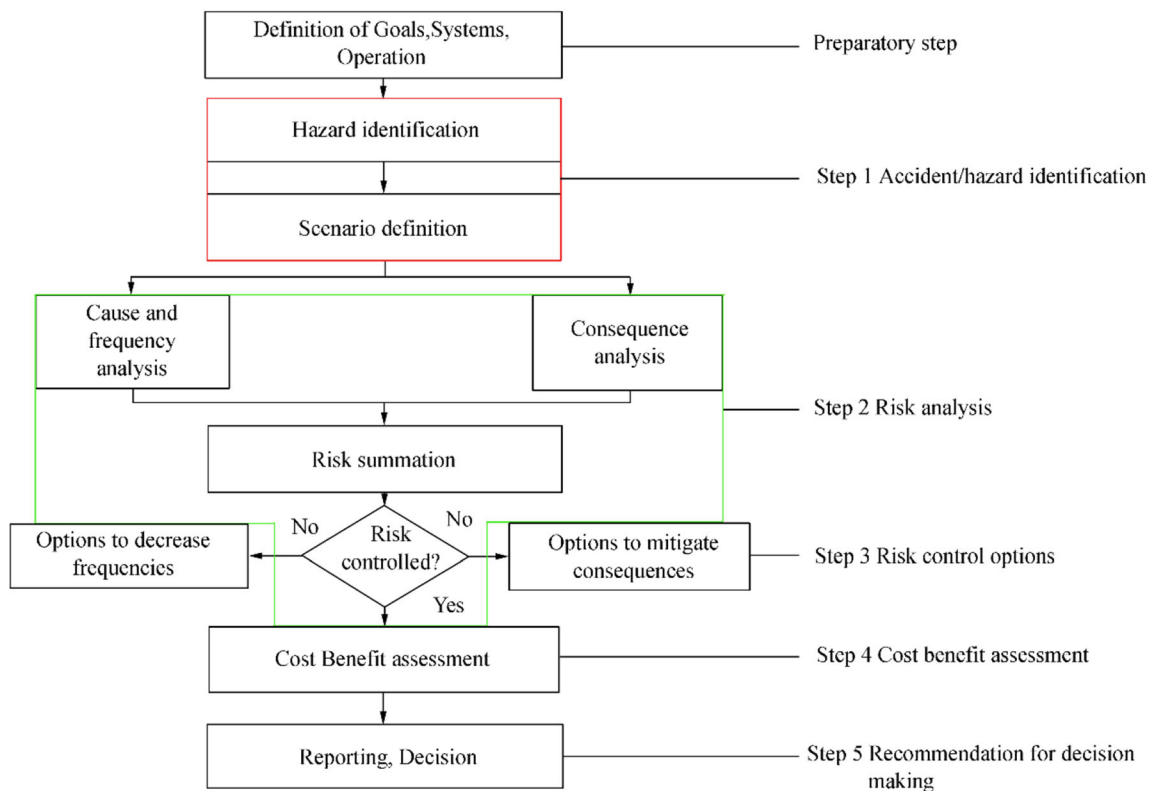 Definition of Goals,Systems,
Operation
Preparatory step
Hazard identification
Step 1 Accident/hazard identification
Scenario definition
Cause and
frequency
analysis
Consequence
analysis
Step 2 Risk analysis
Risk summation
No
No
Risk
controlled?
Options to decrease
frequencies
Options to mitigate
consequences
Step 3 Risk control options
Yes
Cost Benefit assessment
Step 4 Cost benefit assessment
Reporting, Decision
Step 5 Recommendation for decision
making